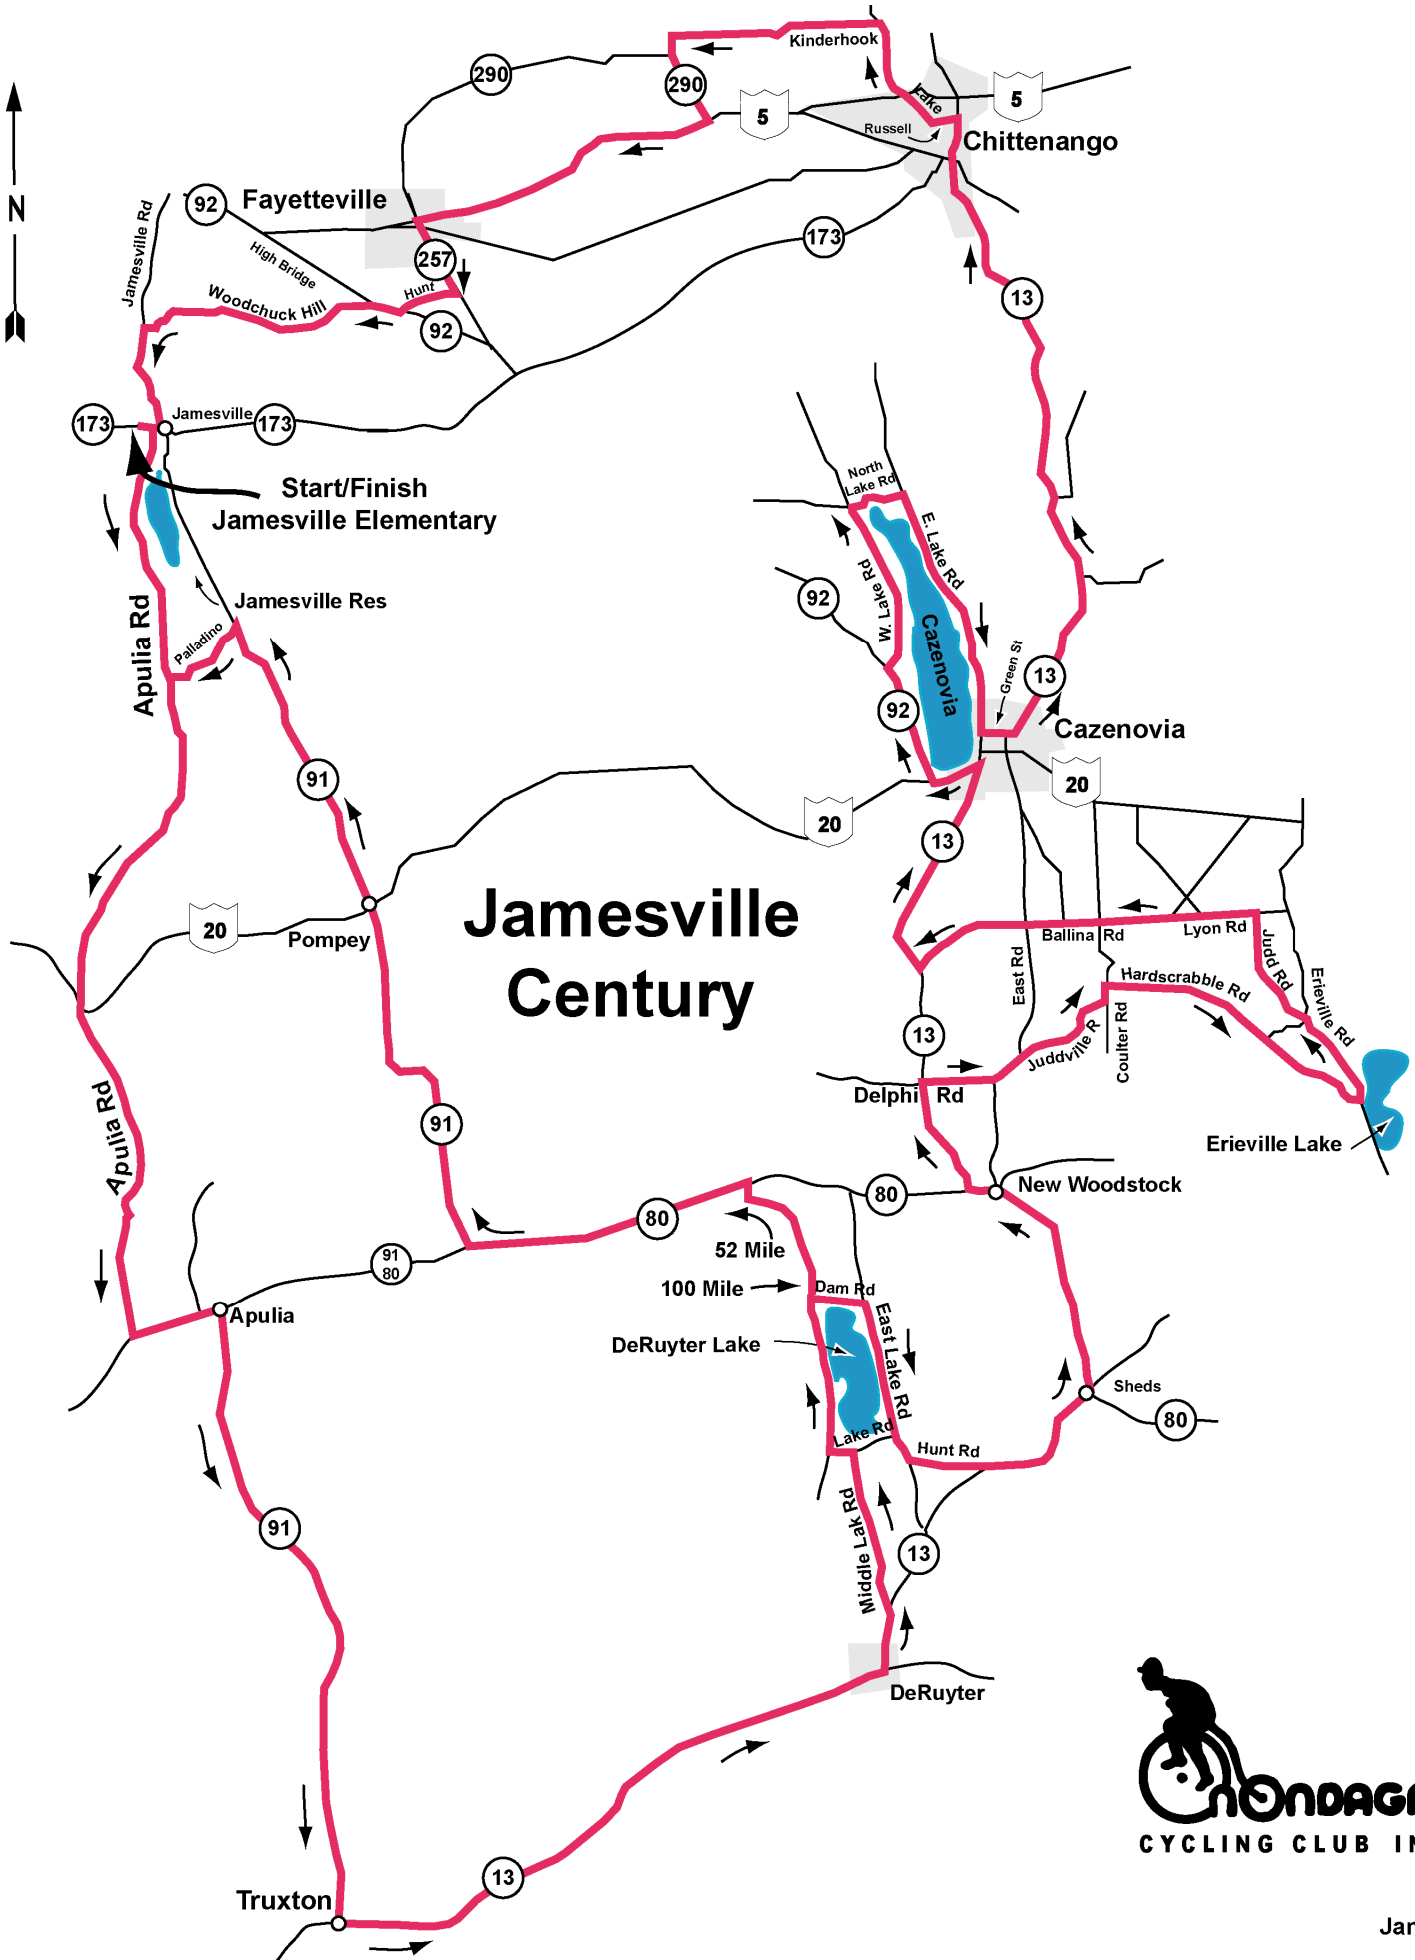 Kinderhook
290
290
5
5
Lake
Russell
Chittenango
N
92
Fayetteville
Jamesville Rd
High Bridge
257
173
Hunt
Woodchuck Hill
92
13
173
Jamesville
173
North
Lake Rd
Start/Finish
Jamesville Elementary
E. Lake Rd
W. Lake Rd
92
Jamesville Res
Apulia Rd
Palladino
Cazenovia
Green St
13
92
Cazenovia
91
20
20
13
Jamesville
Century
20
Pompey
Ballina Rd
Lyon Rd
East Rd
Judd Rd
Hardscrabble Rd
Erieville Rd
Coulter Rd
Juddville R
13
Delphi Rd
Apulia Rd
91
Erieville Lake
New Woodstock
80
80
52 Mile
91
80
100 Mile
Dam Rd
Apulia
DeRuyter Lake
East Lake Rd
Sheds
80
Lake Rd
Hunt Rd
Middle Lak Rd
91
13
DeRuyter
13
Truxton
OnONDAG
CYCLING CLUB IN
Jan